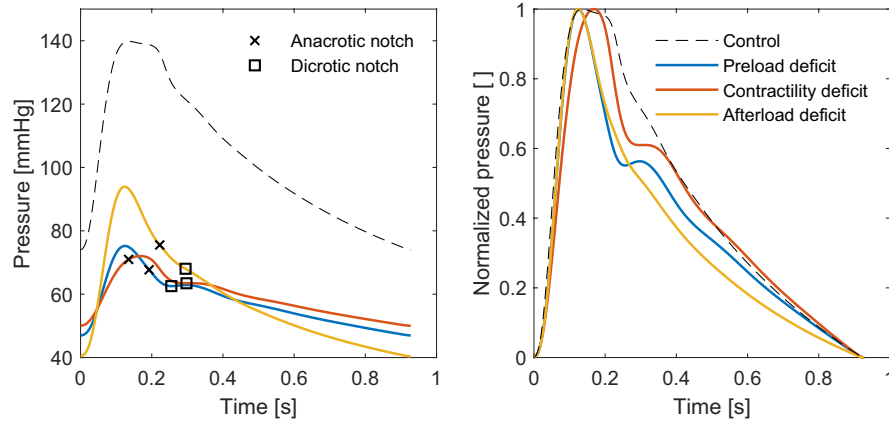 Pressure [mmHg]
140
120
100
80
60
40
0
0.2
0.4
0.6
0.8
1
Time [s]
Anacrotic notch
Dicrotic notch
Normalized pressure [ ]
1
0.8
0.6
0.4
0.2
0
0
0.2
0.4
0.6
0.8
1
Time [s]
Control
Preload deficit
Contractility deficit
Afterload deficit